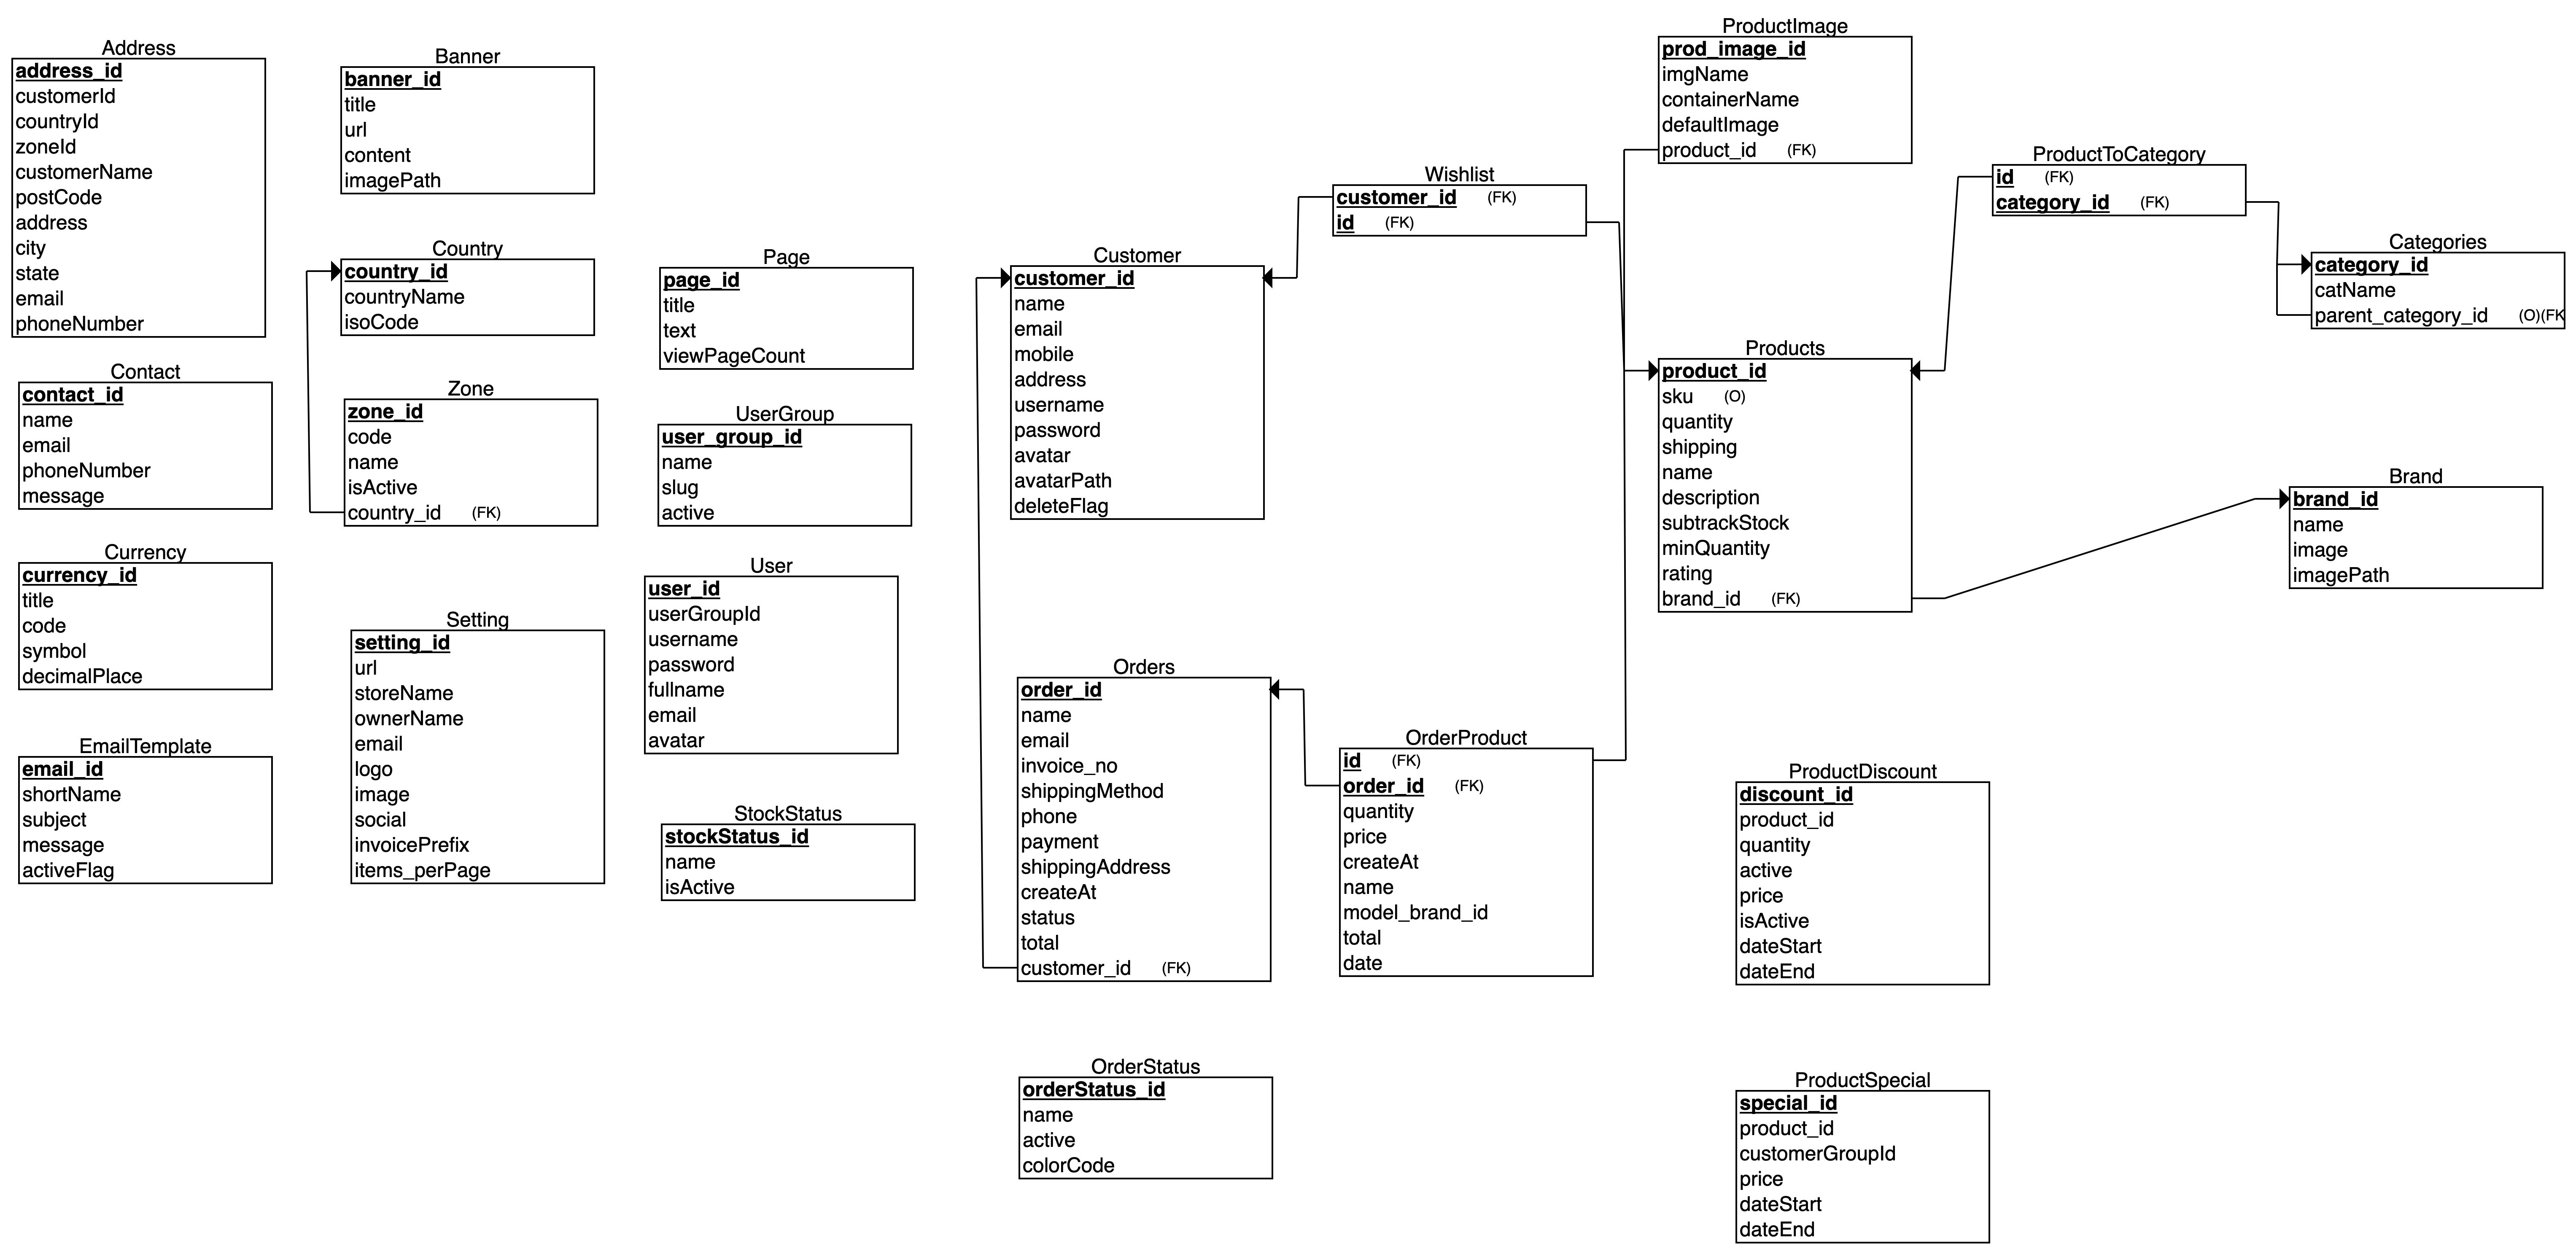 Address
address_id
customerId
countryId
zoneId
customerName
postCode
address
city
state
email
phoneNumber
Contact
contact_id
name
email
phoneNumber
message
Currency
currency_id
title
code
symbol
decimalPlace
EmailTemplate
email_id
shortName
subject
message
activeFlag
Banner
banner_id
title
url
content
imagePath
Country
country_id
countryName
isoCode
Zone
zone_id
code
name
isActive
country_id (FK)
Setting
setting_id
url
storeName
ownerName
email
logo
image
social
invoicePrefix
items_perPage
Page
page_id
title
text
viewPageCount
UserGroup
user_group_id
name
slug
active
User
user_id
userGroupId
username
password
fullname
email
avatar
StockStatus
stockStatus_id
name
isActive
Customer
customer_id
name
email
mobile
address
username
password
avatar
avatarPath
deleteFlag
Orders
order_id
name
email
invoice_no
shippingMethod
phone
payment
shippingAddress
createAt
status
total
customer_id (FK)
OrderStatus
orderStatus_id
name
active
colorCode
Wishlist
customer_id (FK)
id (FK)
OrderProduct
id (FK)
order_id (FK)
quantity
price
createAt
name
model_brand_id
total
date
ProductImage
prod_image_id
imgName
containerName
defaultImage
product_id (FK)
Products
product_id
sku (O)
quantity
shipping
name
description
subtrackStock
minQuantity
rating
brand_id (FK)
ProductDiscount
discount_id
product_id
quantity
active
price
isActive
dateStart
dateEnd
ProductSpecial
special_id
product_id
customerGroupId
price
dateStart
dateEnd
ProductToCategory
id (FK)
category_id (FK)
Categories
category_id
catName
parent_category_id (O)(FK
Brand
brand_id
name
image
imagePath